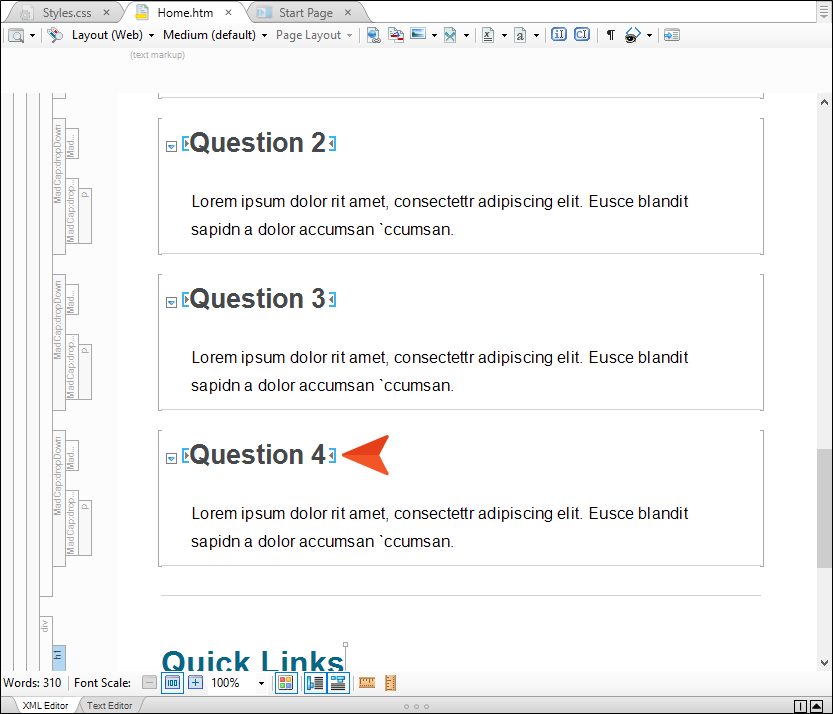 Styles.css
Home.htm
Start Page
Layout (Web) Medium (default) Page Layout
(text markup)
MadCap:dropDown
Mad...
MadCap:drop...
p
Question 2
Lorem ipsum dolor rit amet, consectettr adipiscing elit. Eusce blandit
sapidn a dolor accumsan `ccumsan.
MadCap:dropDown
Mad...
MadCap:drop...
p
Question 3
Lorem ipsum dolor rit amet, consectettr adipiscing elit. Eusce blandit
sapidn a dolor accumsan `ccumsan.
MadCap:dropDown
Mad...
MadCap:drop...
p
Question 4
Lorem ipsum dolor rit amet, consectettr adipiscing elit. Eusce blandit
sapidn a dolor accumsan `ccumsan.
div
h1
Quick Links
Words: 310 Font Scale: 100 100%
XML Editor Text Editor